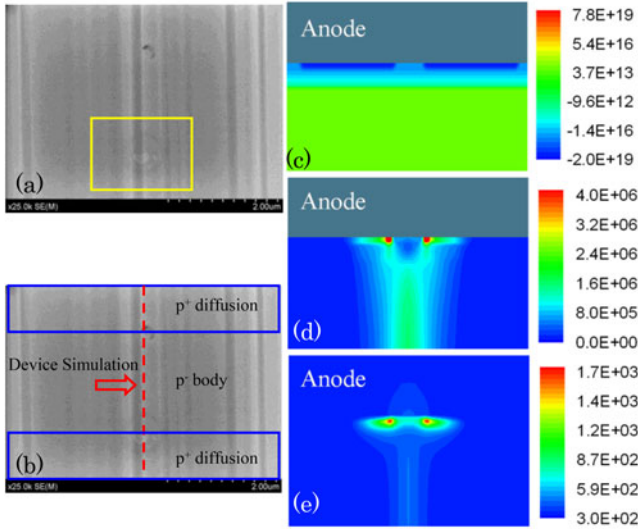 (a)
x25.0k SE(M)
2.00um
p⁺ diffusion
Device Simulation
p⁻ body
p⁺ diffusion
(b)
x25.0k SE(M)
2.00um
Anode
(c)
7.8E+19
5.4E+16
3.7E+13
-9.6E+12
-1.4E+16
-2.0E+19
Anode
(d)
4.0E+06
3.2E+06
2.4E+06
1.6E+06
8.0E+05
0.0E+00
Anode
(e)
1.7E+03
1.4E+03
1.2E+03
8.8E+02
6.0E+02
3.0E+02